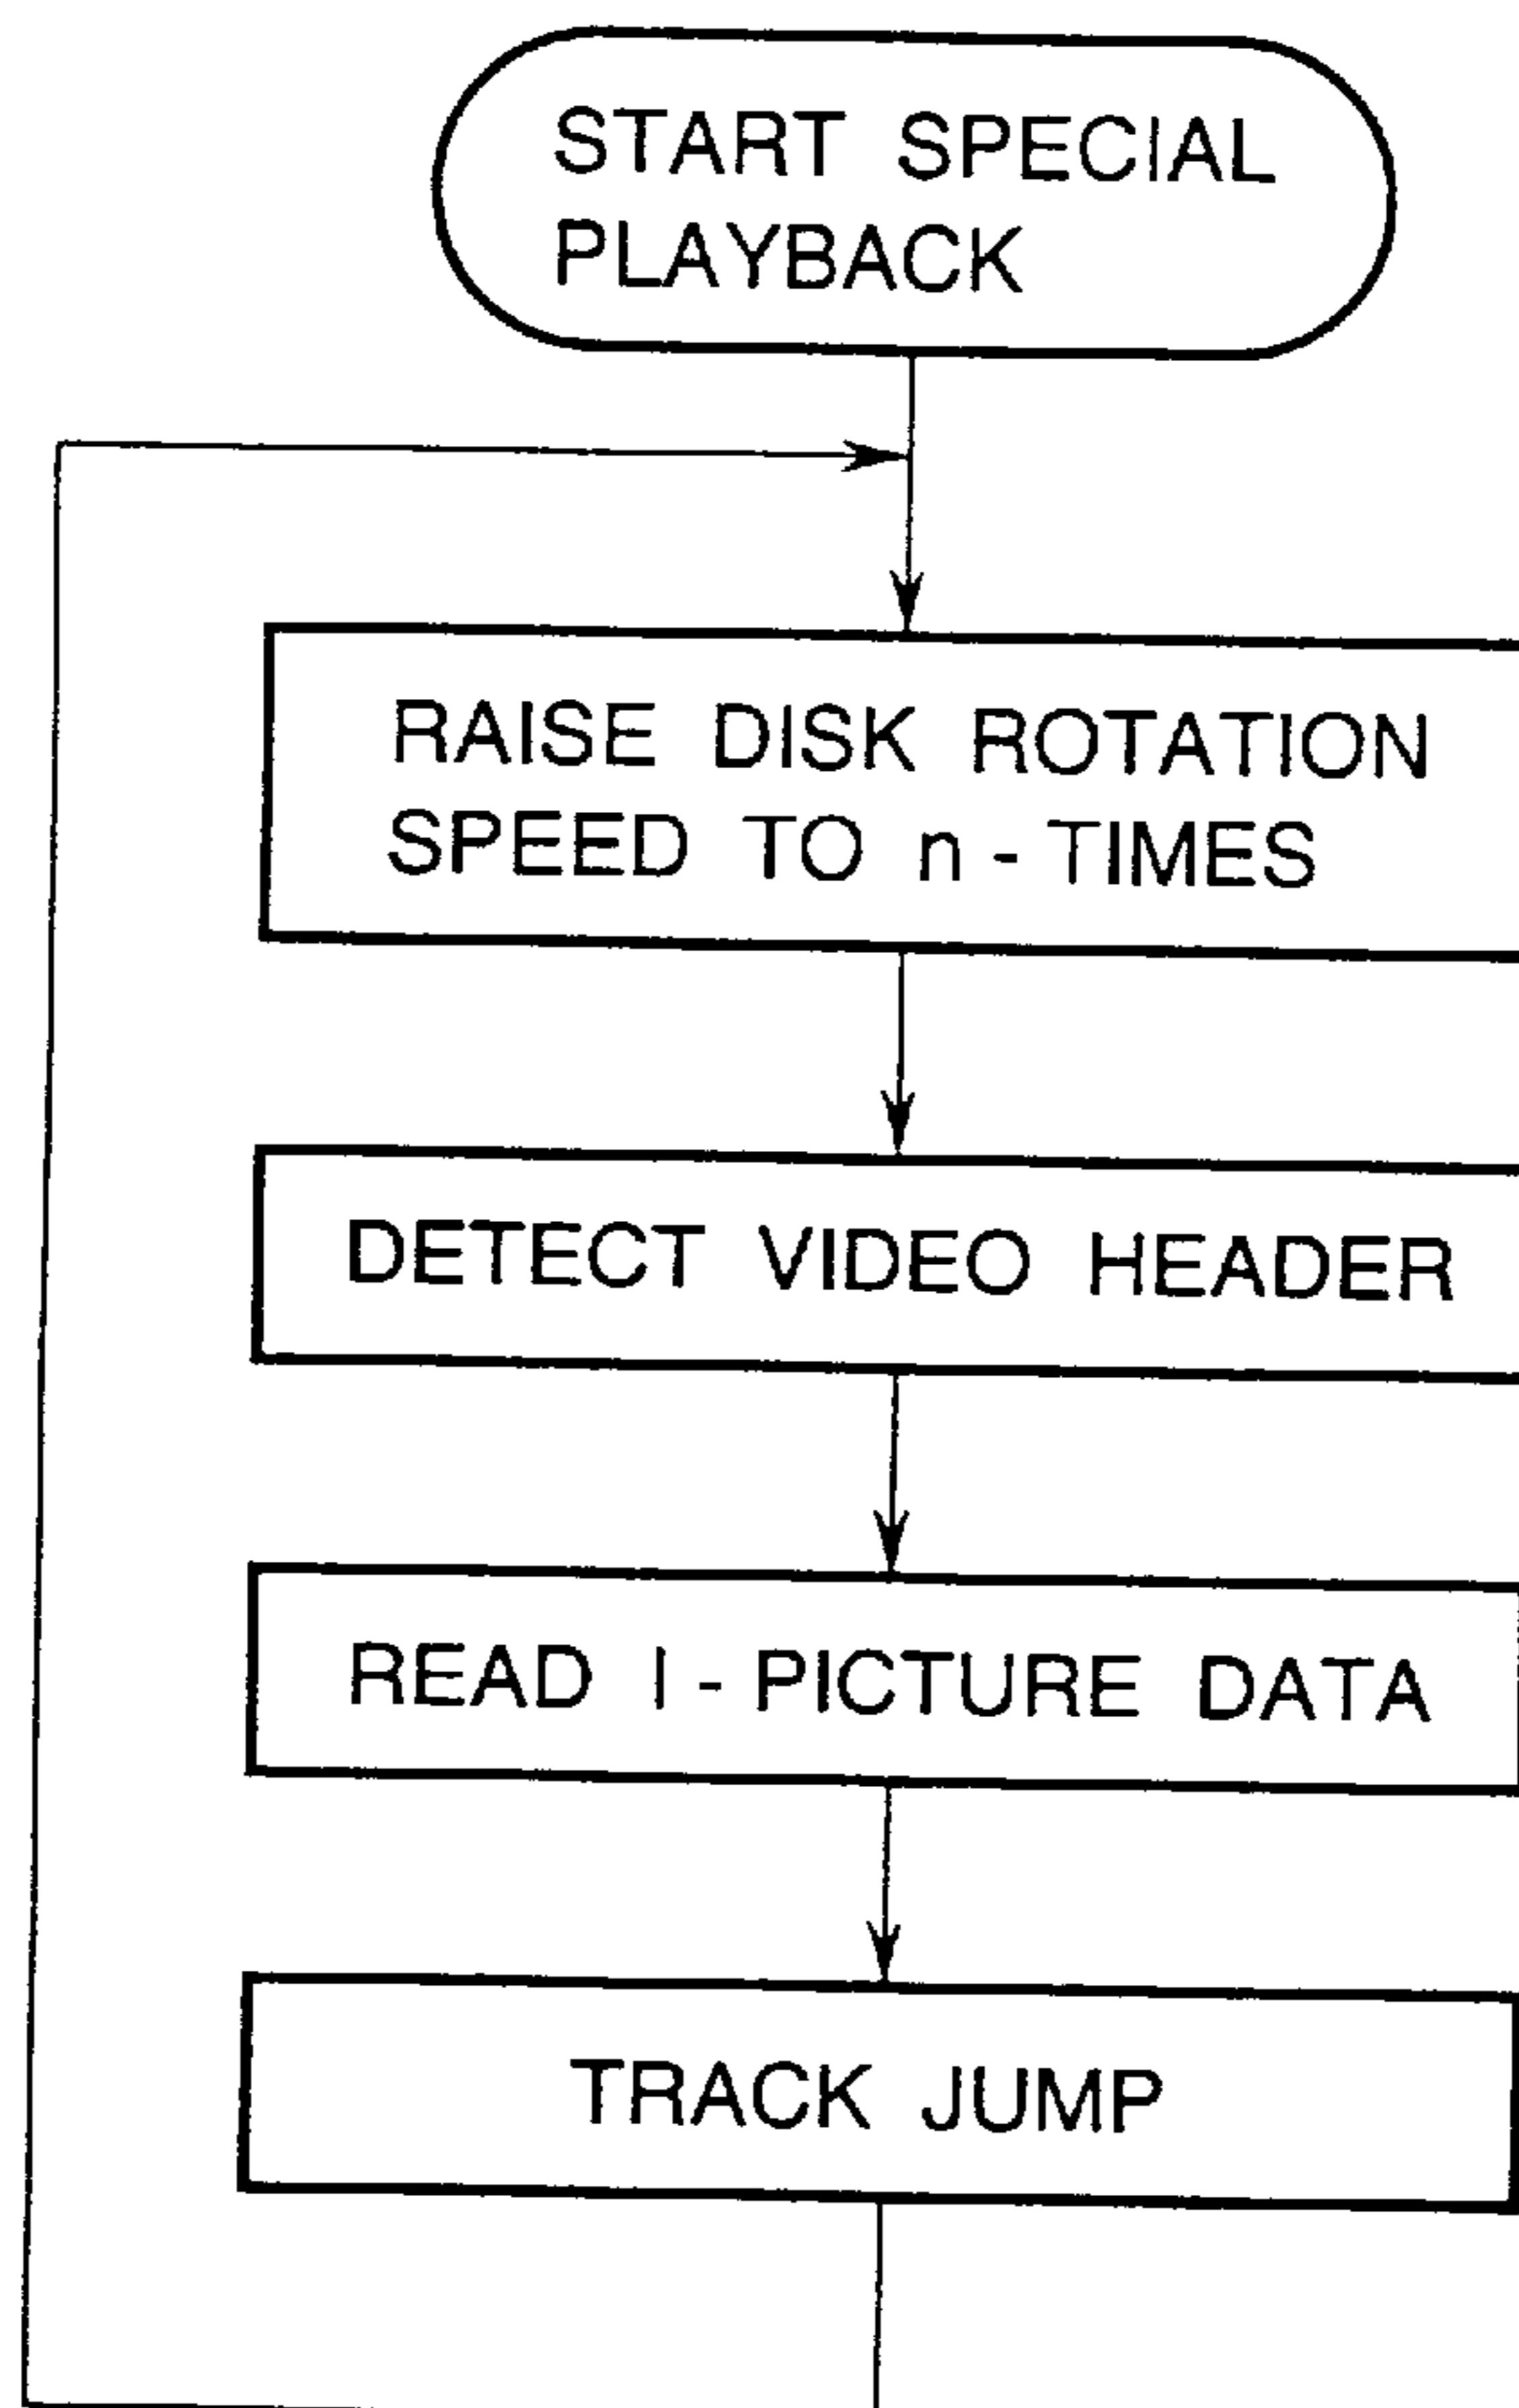 START SPECIAL
PLAYBACK
RAISE DISK ROTATION
SPEED TO n - TIMES
DETECT VIDEO HEADER
READ I - PICTURE DATA
TRACK JUMP